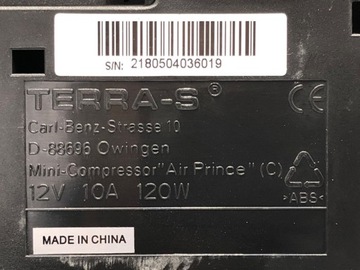 S/N: 2180504036019
TERRA-S ®
CE
Carl-Benz-Strasse 10
D-88696 Owingen
Mini-Compressor "Air Prince" (C)
12V 10A 120W
>ABS<
MADE IN CHINA